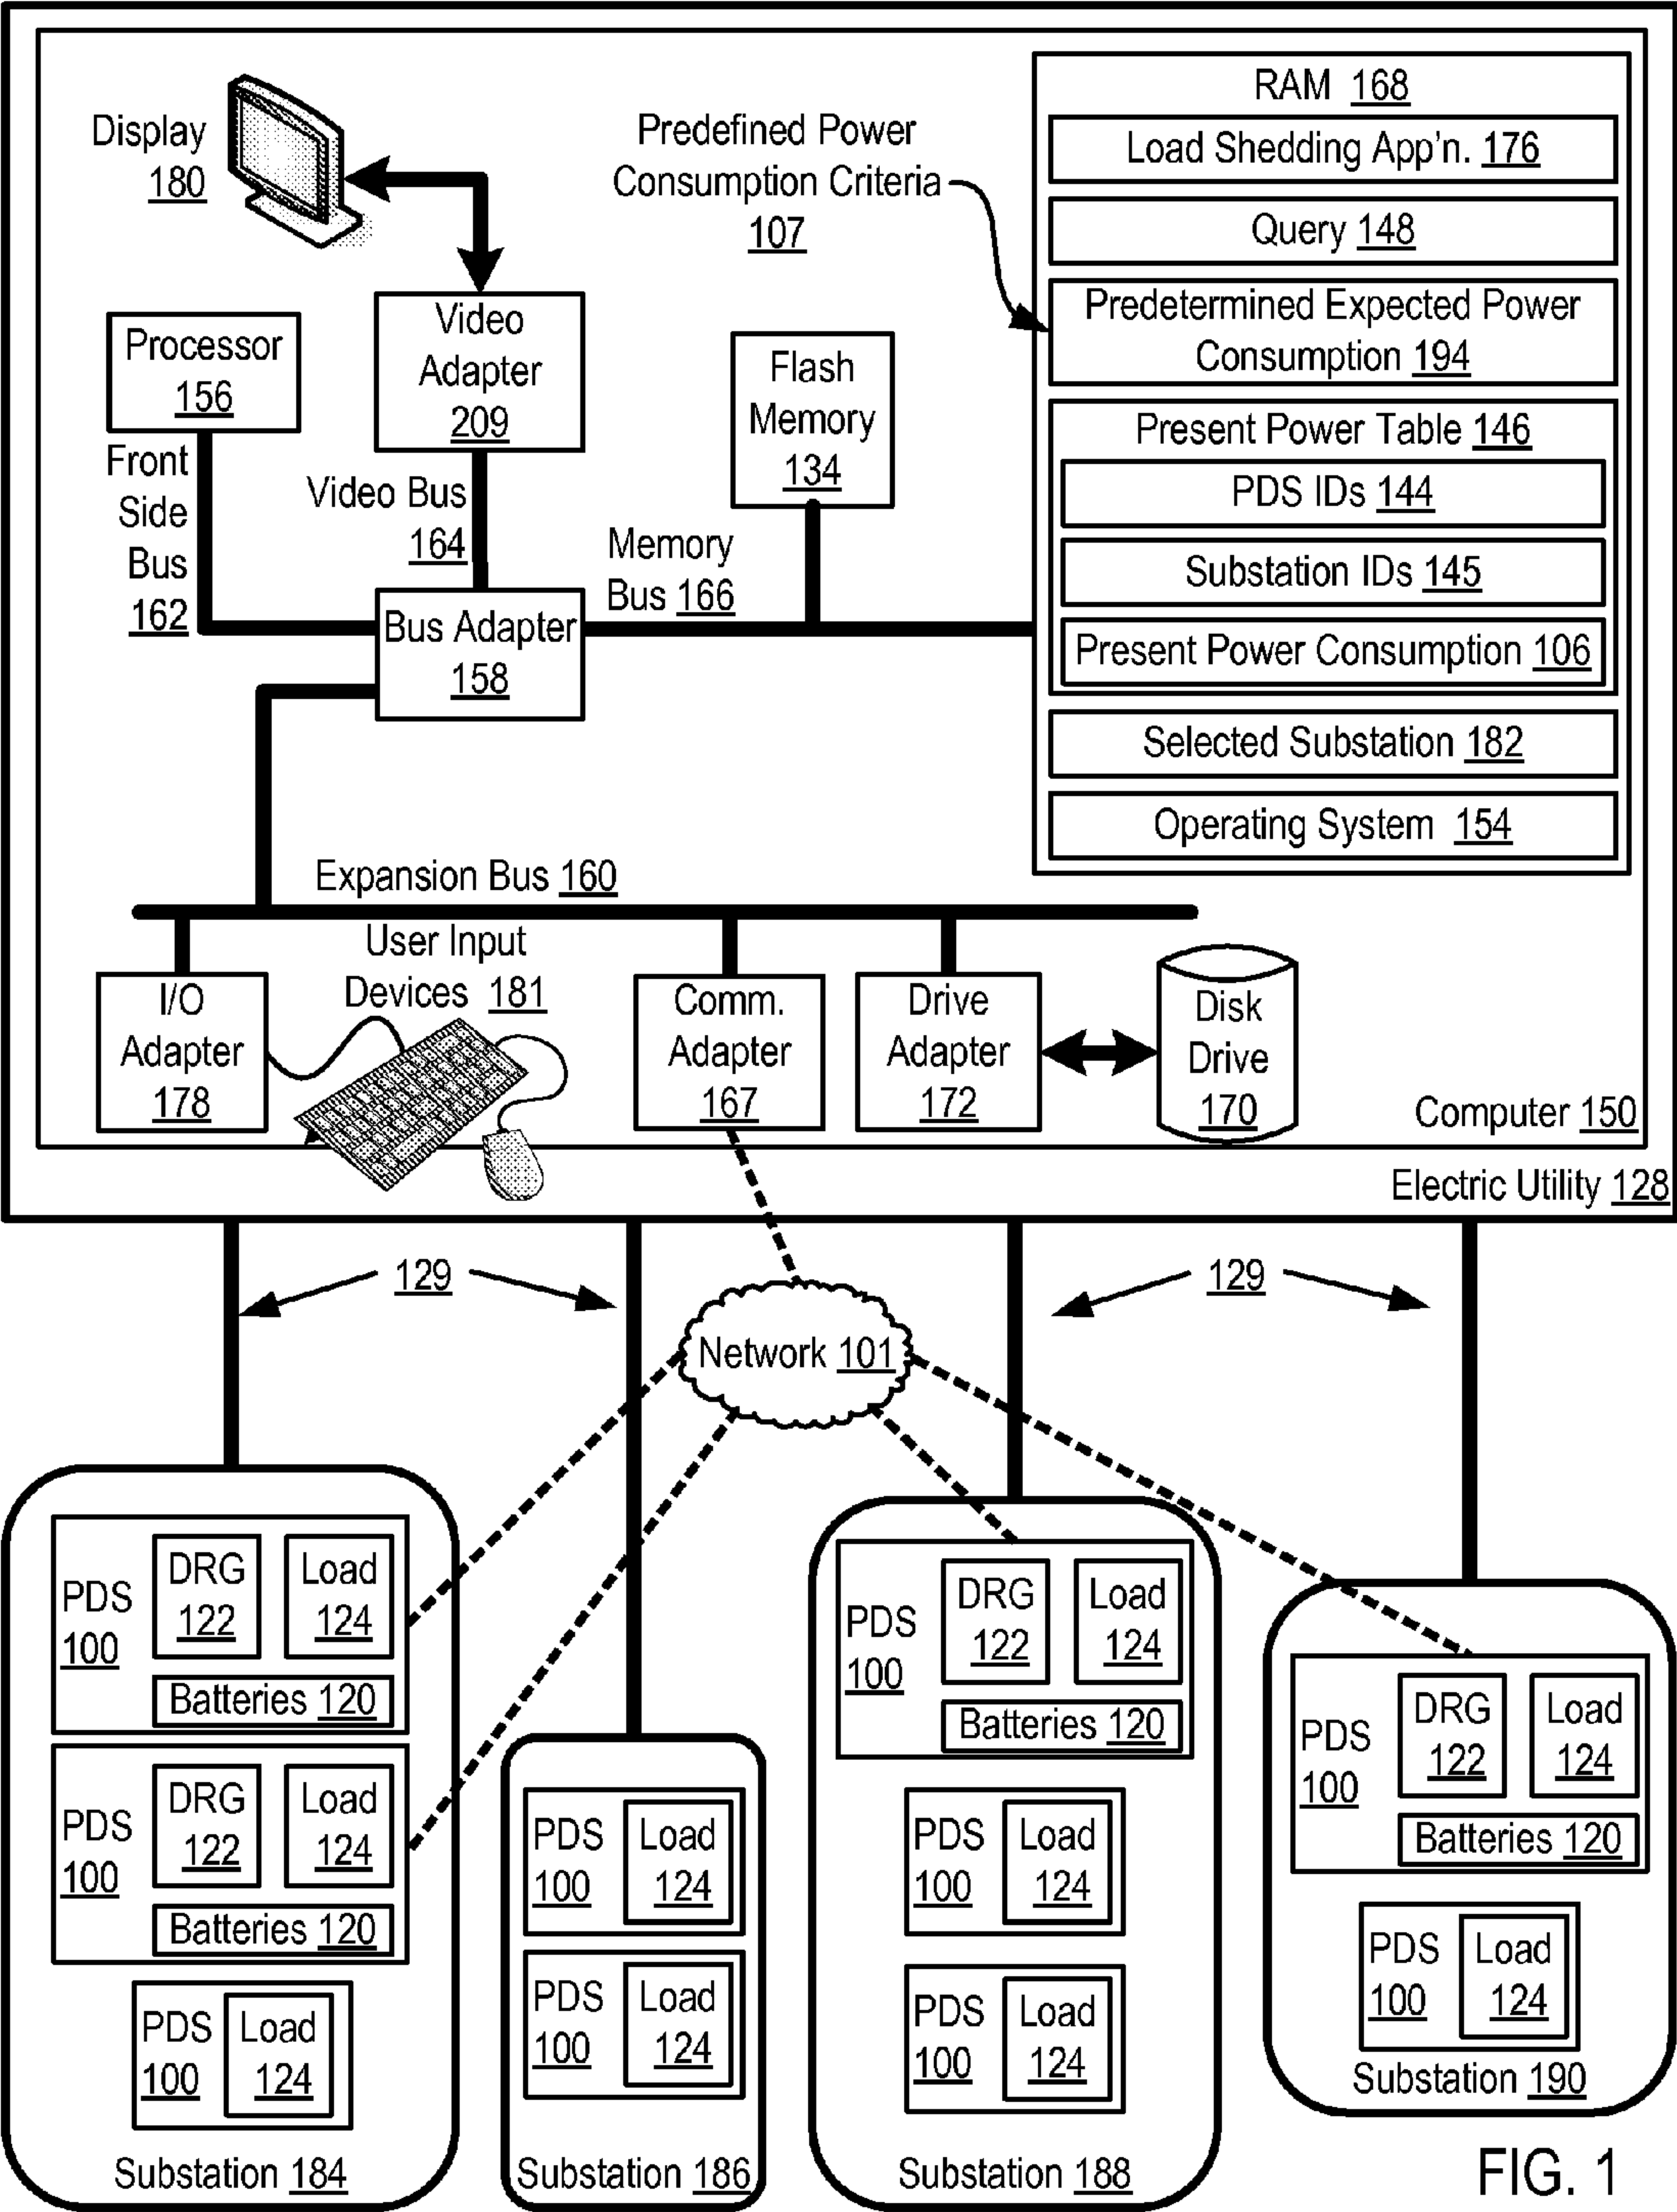 Display
180
Predefined Power
Consumption Criteria
107
RAM 168
Load Shedding App'n. 176
Query 148
Predetermined Expected Power
Consumption 194
Present Power Table 146
PDS IDs 144
Substation IDs 145
Present Power Consumption 106
Selected Substation 182
Operating System 154
Processor
156
Video
Adapter
209
Flash
Memory
134
Front
Side
Bus
162
Video Bus
164
Memory
Bus 166
Bus Adapter
158
Expansion Bus 160
I/O
Adapter
178
User Input
Devices 181
Comm.
Adapter
167
Drive
Adapter
172
Disk
Drive
170
Computer 150
Electric Utility 128
129
129
Network 101
PDS
100
DRG
122
Load
124
Batteries 120
PDS
100
DRG
122
Load
124
Batteries 120
PDS
100
Load
124
Substation 184
PDS
100
Load
124
PDS
100
Load
124
Substation 186
PDS
100
DRG
122
Load
124
Batteries 120
PDS
100
Load
124
PDS
100
Load
124
Substation 188
PDS
100
DRG
122
Load
124
Batteries 120
PDS
100
Load
124
Substation 190
FIG. 1